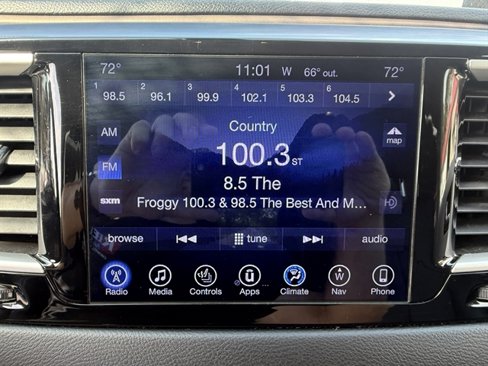 72° 11:01 W 66° out. 72°
1 98.5 2 96.1 3 99.9 4 102.1 5 103.3 6 104.5
Country
AM
map
100.3 ST
FM
8.5 The
sxm Froggy 100.3 & 98.5 The Best And M...
browse tune audio
Radio Media Controls Apps Climate Nav Phone